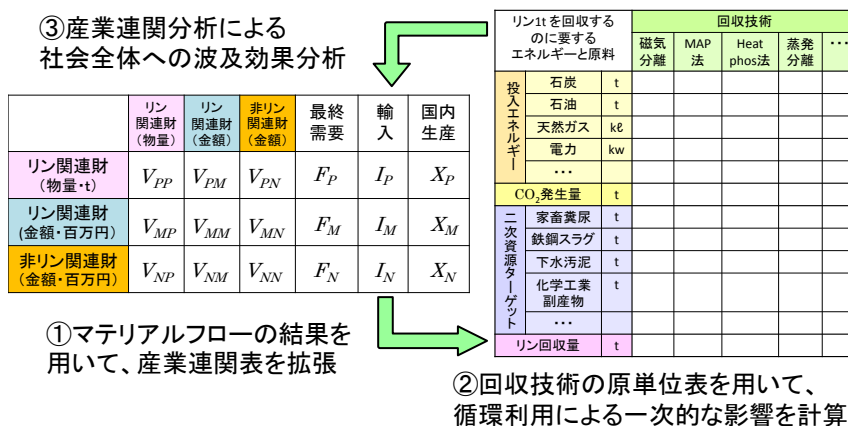 ③産業連関分析による
社会全体への波及効果分析
リン
関連財
(物量)
リン
関連財
(金額)
非リン
関連財
(金額)
最終
需要
輸
入
国内
生産
リン関連財
(物量・t)
V_PP V_PM V_PN F_P I_P X_P
リン関連財
(金額・百万円)
V_MP V_MM V_MN F_M I_M X_M
非リン関連財
(金額・百万円)
V_NP V_NM V_NN F_N I_N X_N
①マテリアルフローの結果を
用いて、産業連関表を拡張
リン1tを回収する
のに要する
エネルギーと原料
回収技術
磁気
分離
MAP
法
Heat
phos法
蒸発
分離
・・・
投入エネルギー
石炭 t
石油 t
天然ガス kℓ
電力 kw
・・・
CO₂発生量 t
二次資源ターゲット
家畜糞尿 t
鉄鋼スラグ t
下水汚泥 t
化学工業 t
副産物
・・・
リン回収量 t
②回収技術の原単位表を用いて、
循環利用による一次的な影響を計算